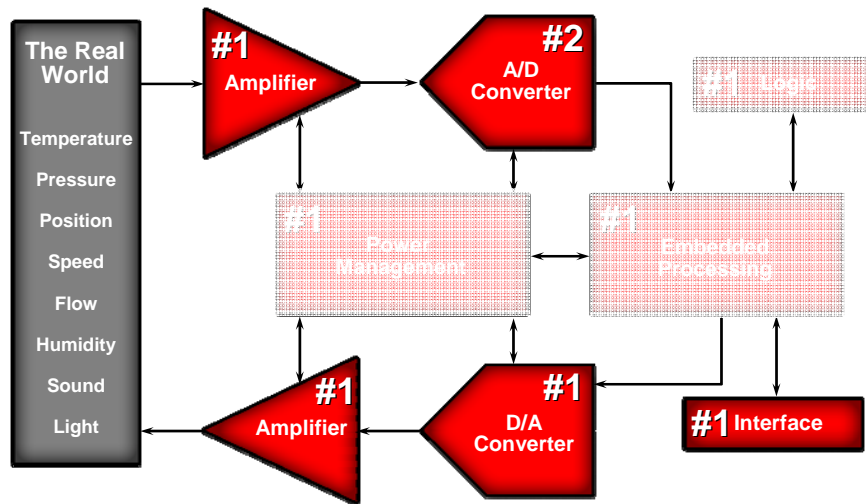 The Real
World
Temperature
Pressure
Position
Speed
Flow
Humidity
Sound
Light
#1
Amplifier
#2
A/D
Converter
#1 Logic
#1
Power
Management
#1
Embedded
Processing
#1
Amplifier
#1
D/A
Converter
#1 Interface